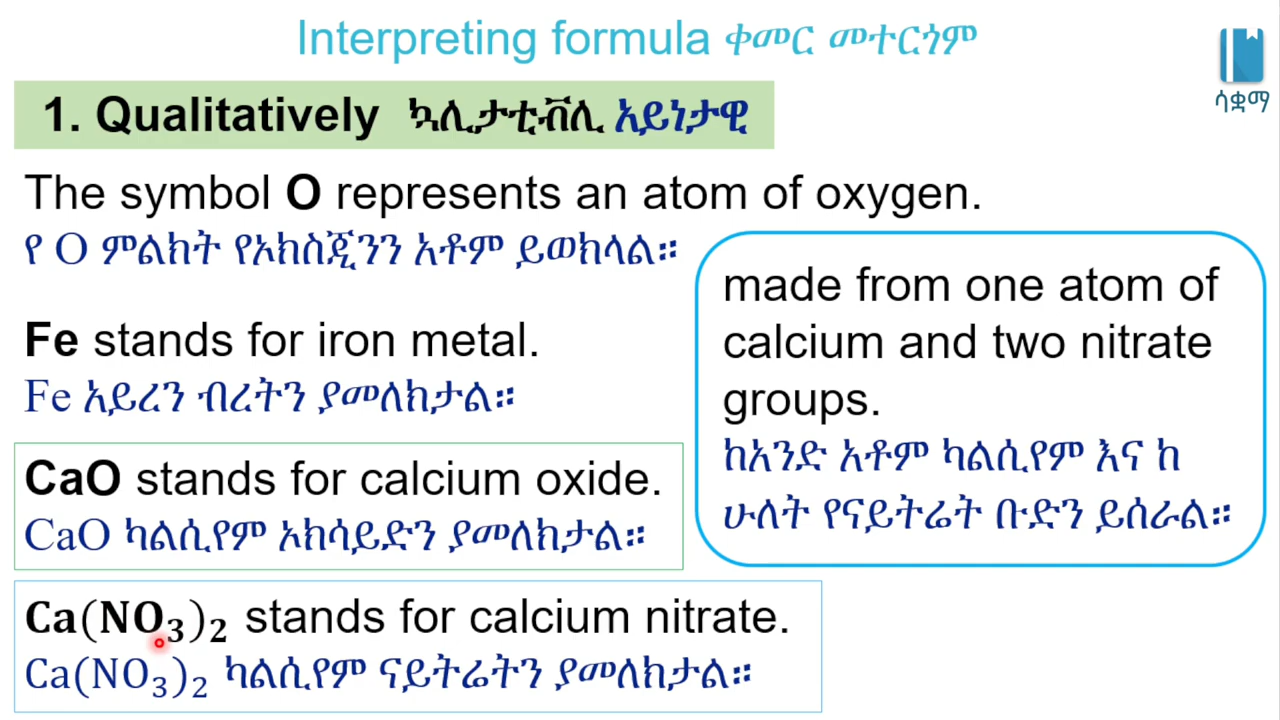 Interpreting formula ቀመር መተርጎም
ሳቋማ
1. Qualitatively ኳሊታቲቭሊ አይነታዊ
The symbol O represents an atom of oxygen.
የ O ምልክት የኦክስጂንን አቶም ይወክላል።
Fe stands for iron metal.
Fe አይረን ብረትን ያመለክታል።
CaO stands for calcium oxide.
CaO ካልሲየም ኦክሳይድን ያመለክታል።
made from one atom of
calcium and two nitrate
groups.
ከአንድ አቶም ካልሲየም እና ከ
ሁለት የናይትሬት ቡድን ይሰራል።
Ca(NO₃)₂ stands for calcium nitrate.
Ca(NO₃)₂ ካልሲየም ናይትሬትን ያመለክታል።